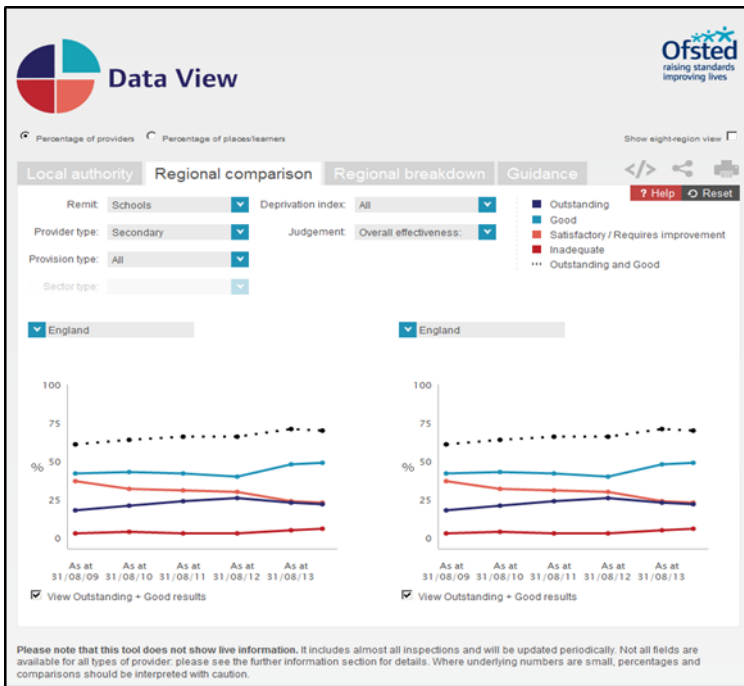 Ofsted
raising standards
improving lives
Data View
Percentage of providers Percentage of places/learners Show eight-region view
Local authority Regional comparison Regional breakdown Guidance
? Help Reset
Remit: Schools Deprivation index: All
Provider type: Secondary Judgement: Overall effectiveness:
Provision type: All
Sector type:
Outstanding
Good
Satisfactory / Requires improvement
Inadequate
Outstanding and Good
England
100
75
% 50
25
0
As at As at As at As at As at
31/08/09 31/08/10 31/08/11 31/08/12 31/08/13
View Outstanding + Good results
England
100
75
% 50
25
0
As at As at As at As at As at
31/08/09 31/08/10 31/08/11 31/08/12 31/08/13
View Outstanding + Good results
Please note that this tool does not show live information. It includes almost all inspections and will be updated periodically. Not all fields are
available for all types of provider: please see the further information section for details. Where underlying numbers are small, percentages and
comparisons should be interpreted with caution.